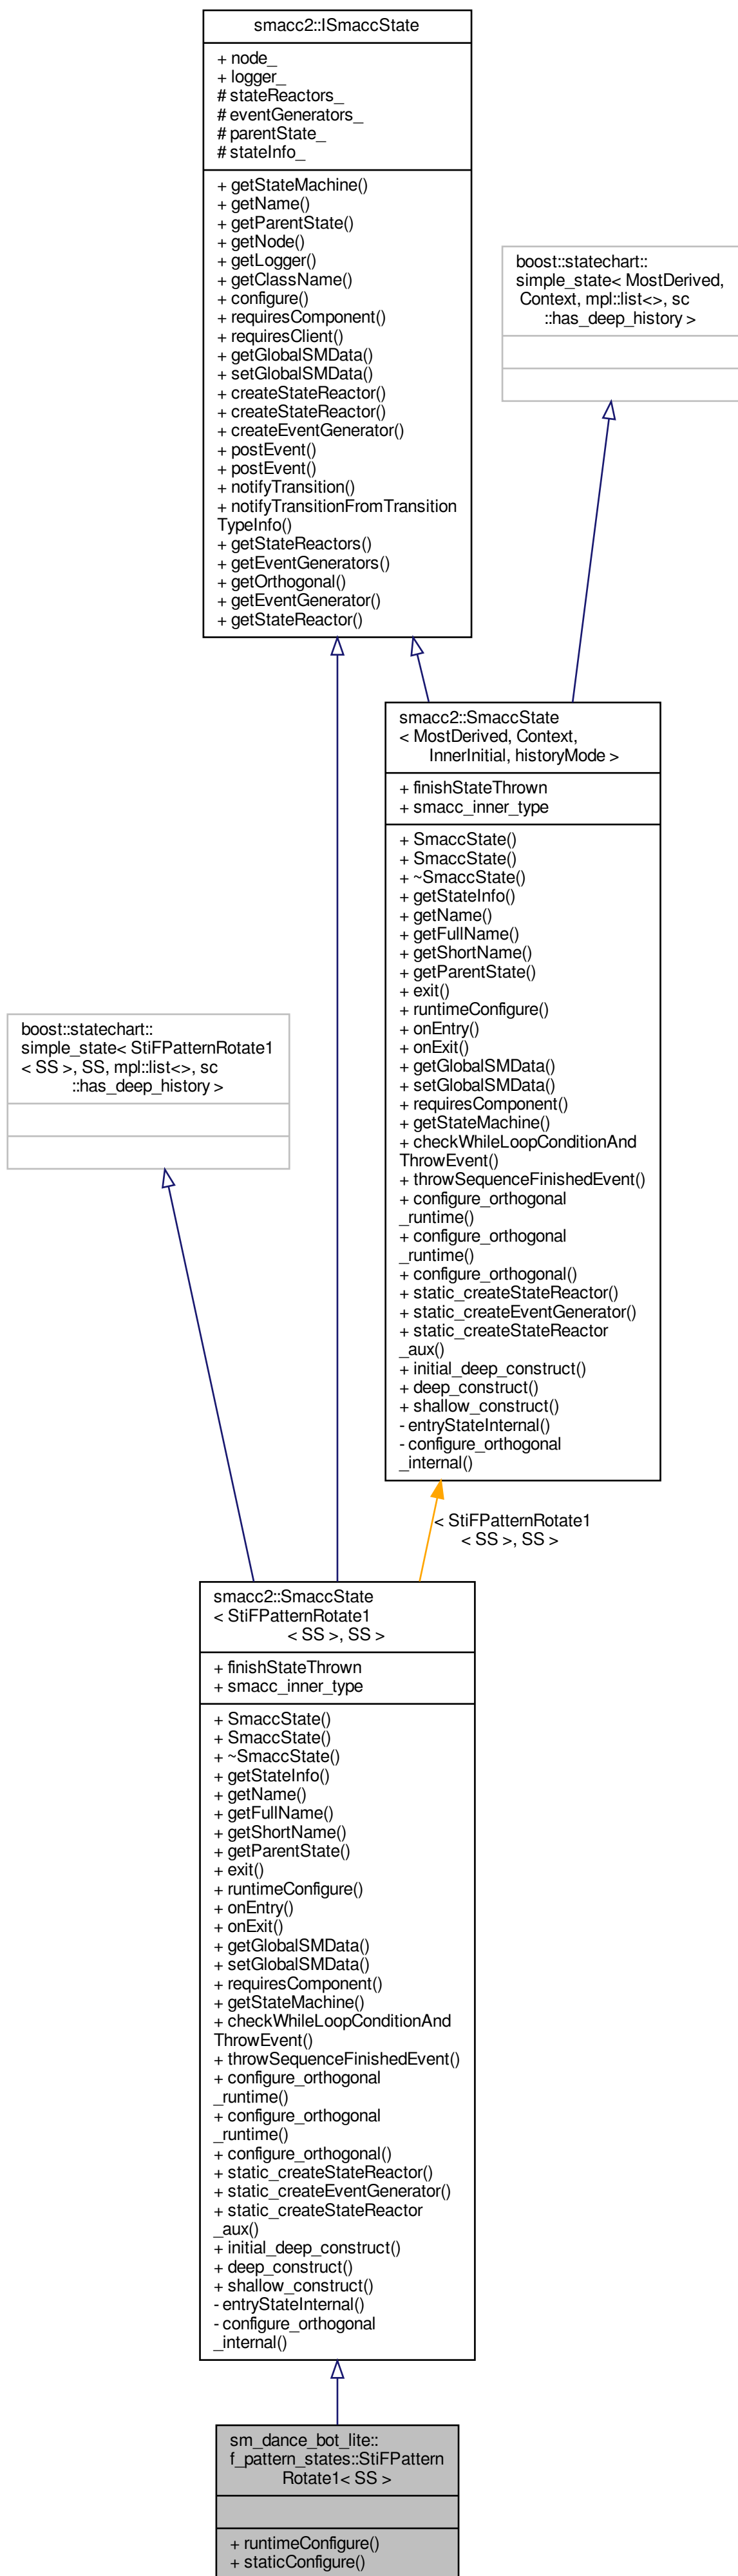 smacc2::ISmaccState
+ node_
+ logger_
# stateReactors_
# eventGenerators_
# parentState_
# stateInfo_
+ getStateMachine()
+ getName()
+ getParentState()
+ getNode()
+ getLogger()
+ getClassName()
+ configure()
+ requiresComponent()
+ requiresClient()
+ getGlobalSMData()
+ setGlobalSMData()
+ createStateReactor()
+ createStateReactor()
+ createEventGenerator()
+ postEvent()
+ postEvent()
+ notifyTransition()
+ notifyTransitionFromTransition
TypeInfo()
+ getStateReactors()
+ getEventGenerators()
+ getOrthogonal()
+ getEventGenerator()
+ getStateReactor()
boost::statechart::
simple_state< MostDerived,
Context, mpl::list<>, sc
::has_deep_history >
smacc2::SmaccState
< MostDerived, Context,
InnerInitial, historyMode >
+ finishStateThrown
+ smacc_inner_type
+ SmaccState()
+ SmaccState()
+ ~SmaccState()
+ getStateInfo()
+ getName()
+ getFullName()
+ getShortName()
+ getParentState()
+ exit()
+ runtimeConfigure()
+ onEntry()
+ onExit()
+ getGlobalSMData()
+ setGlobalSMData()
+ requiresComponent()
+ getStateMachine()
+ checkWhileLoopConditionAnd
ThrowEvent()
+ throwSequenceFinishedEvent()
+ configure_orthogonal
_runtime()
+ configure_orthogonal
_runtime()
+ configure_orthogonal()
+ static_createStateReactor()
+ static_createEventGenerator()
+ static_createStateReactor
_aux()
+ initial_deep_construct()
+ deep_construct()
+ shallow_construct()
- entryStateInternal()
- configure_orthogonal
_internal()
boost::statechart::
simple_state< StiFPatternRotate1
< SS >, SS, mpl::list<>, sc
::has_deep_history >
< StiFPatternRotate1
< SS >, SS >
smacc2::SmaccState
< StiFPatternRotate1
< SS >, SS >
+ finishStateThrown
+ smacc_inner_type
+ SmaccState()
+ SmaccState()
+ ~SmaccState()
+ getStateInfo()
+ getName()
+ getFullName()
+ getShortName()
+ getParentState()
+ exit()
+ runtimeConfigure()
+ onEntry()
+ onExit()
+ getGlobalSMData()
+ setGlobalSMData()
+ requiresComponent()
+ getStateMachine()
+ checkWhileLoopConditionAnd
ThrowEvent()
+ throwSequenceFinishedEvent()
+ configure_orthogonal
_runtime()
+ configure_orthogonal
_runtime()
+ configure_orthogonal()
+ static_createStateReactor()
+ static_createEventGenerator()
+ static_createStateReactor
_aux()
+ initial_deep_construct()
+ deep_construct()
+ shallow_construct()
- entryStateInternal()
- configure_orthogonal
_internal()
sm_dance_bot_lite::
f_pattern_states::StiFPattern
Rotate1< SS >
+ runtimeConfigure()
+ staticConfigure()